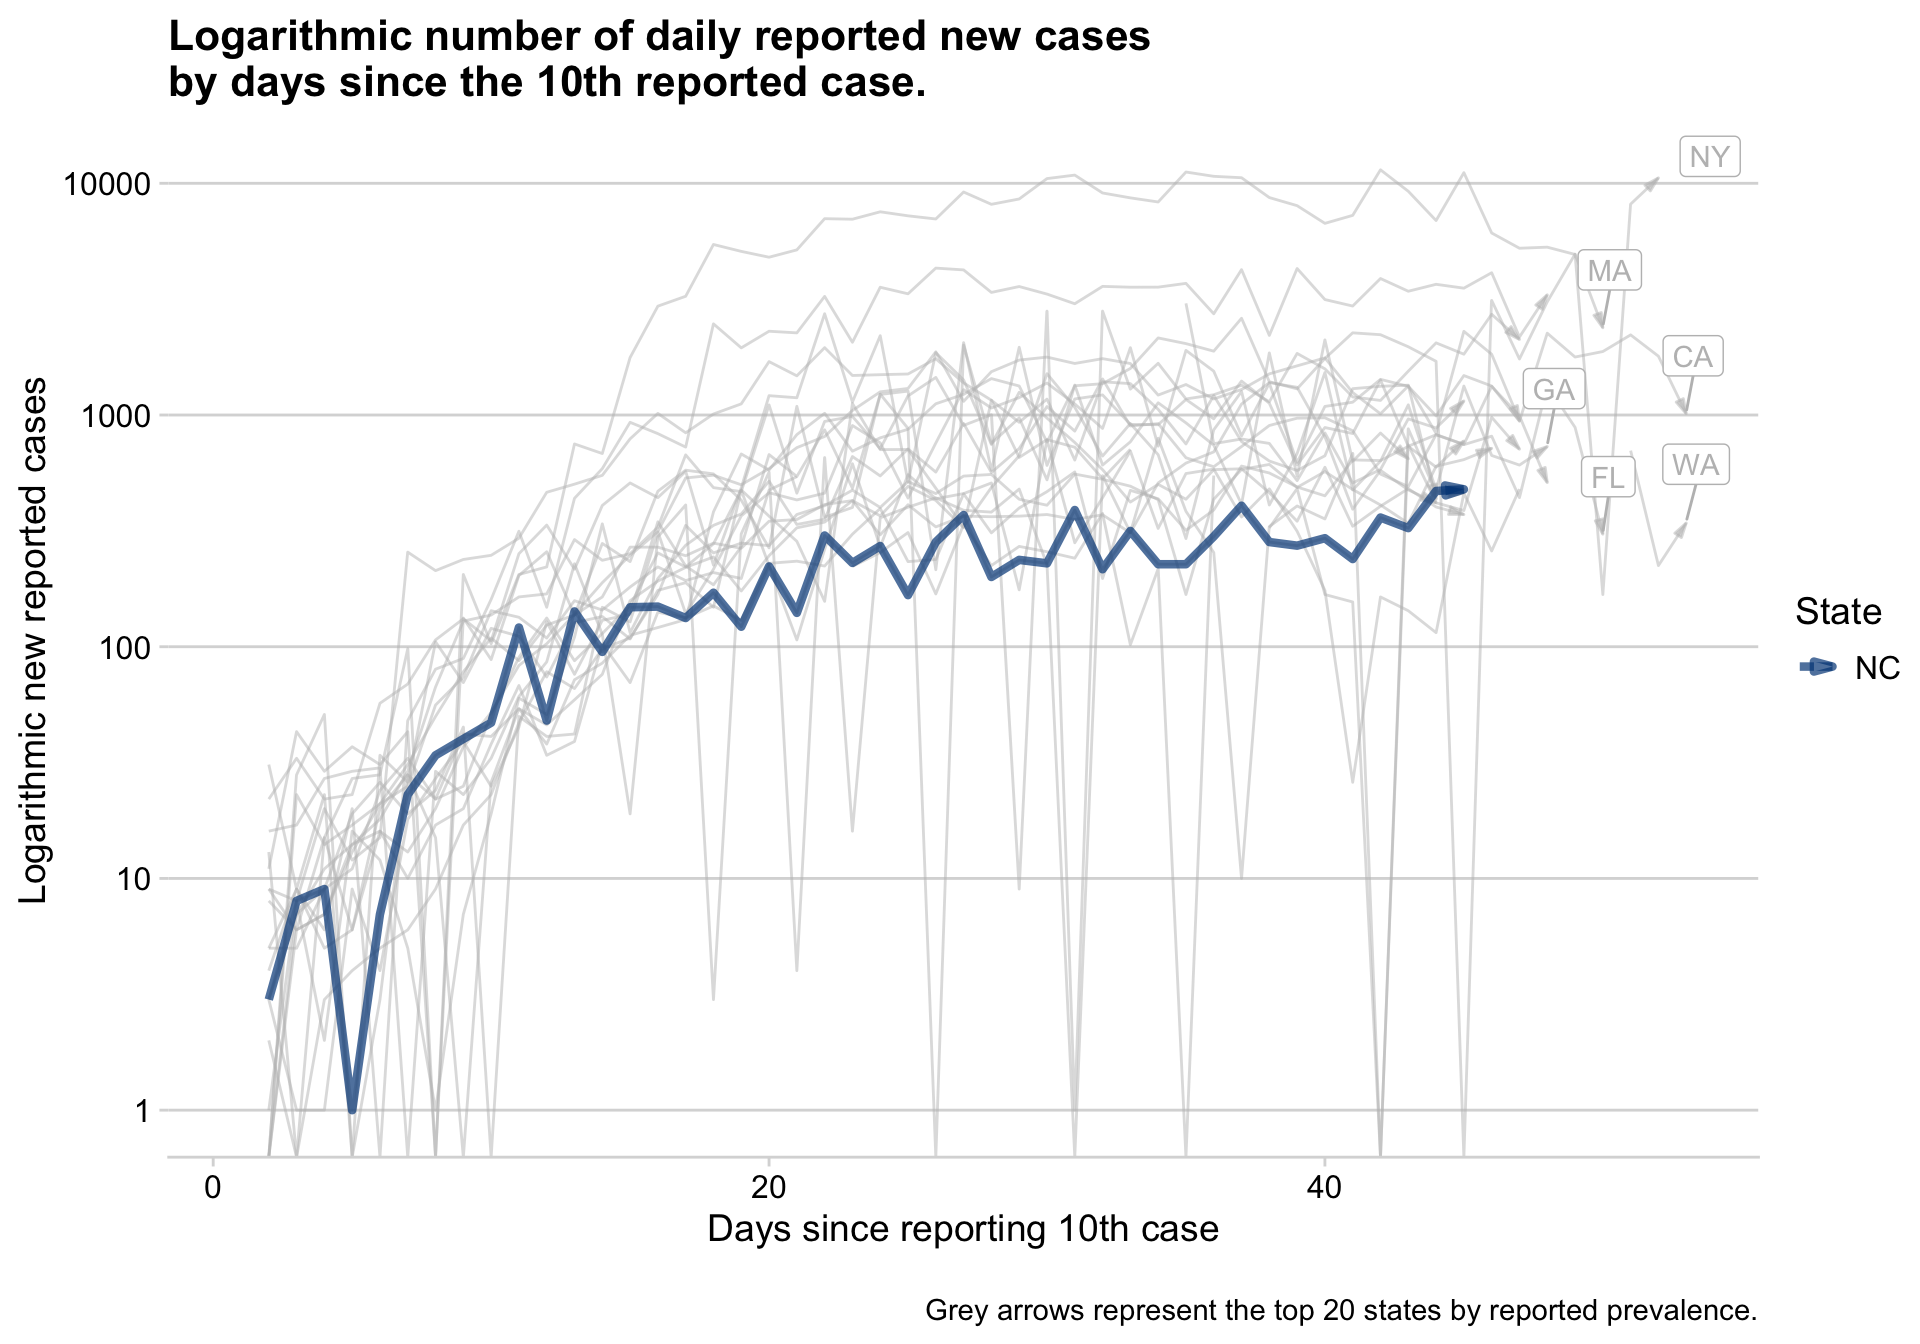 Logarithmic number of daily reported new cases
by days since the 10th reported case.
NY
10000
MA
CA
GA
1000
WA
FL
State
100
NC
10
1
Logarithmic new reported cases
0
20
40
Days since reporting 10th case
Grey arrows represent the top 20 states by reported prevalence.